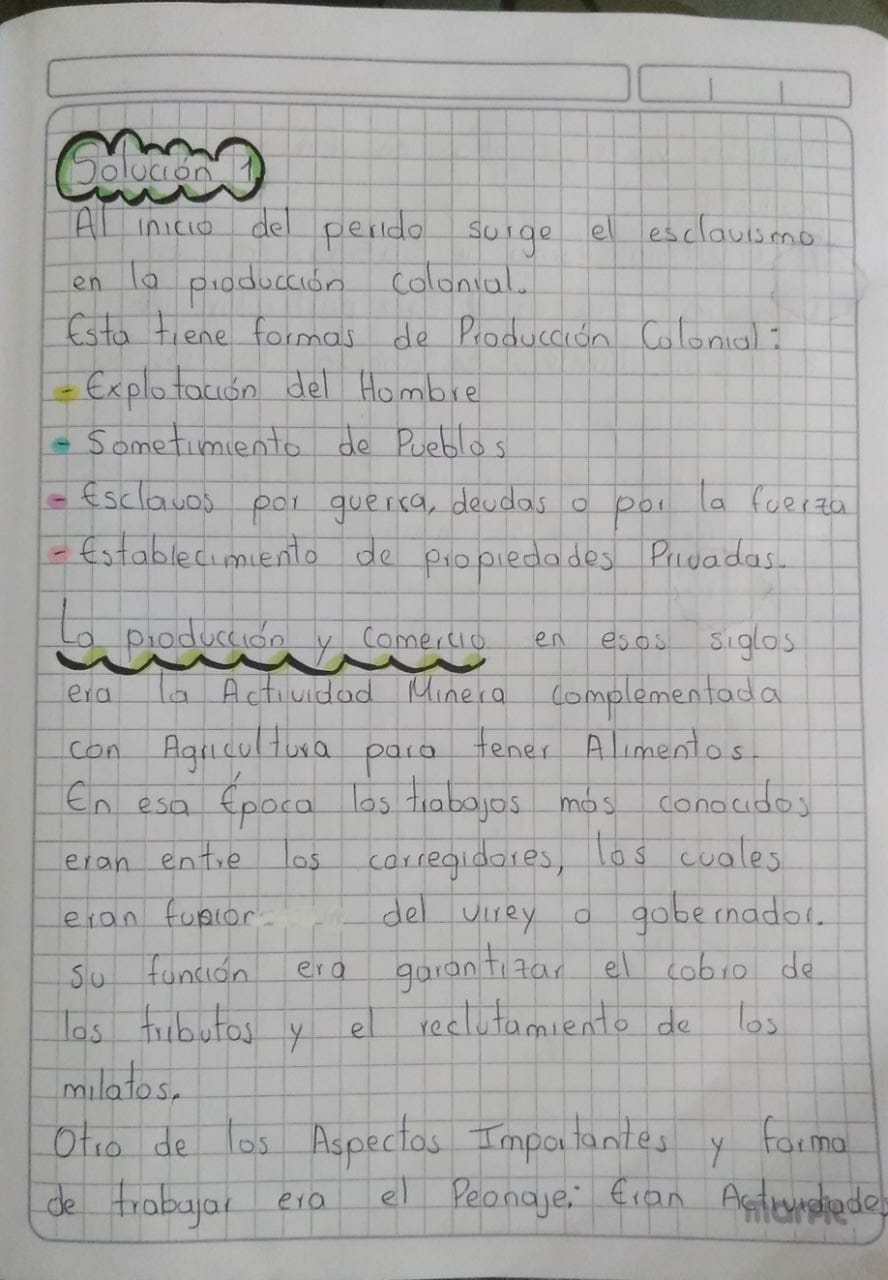 Solución 1
Al inicio del perido surge el esclavismo
en la producción colonial.
Esta tiene formas de Producción Colonial:
- Explotación del Hombre
- Sometimiento de Pueblos
- Esclavos por guerra, deudas o por la fuerza
- Establecimiento de propiedades Privadas.
La producción y comercio en esos siglos
era la Actividad Minera complementada
con Agricultura para tener Alimentos.
En esa Época los trabajos más conocidos
eran entre los corregidores, los cuales
eran del virey o gobernador.
su función era garantizar el cobro de
los tributos y el reclutamiento de los
milatos.
Otro de los Aspectos Importantes y forma
de trabajar era el Peonaje: Eran